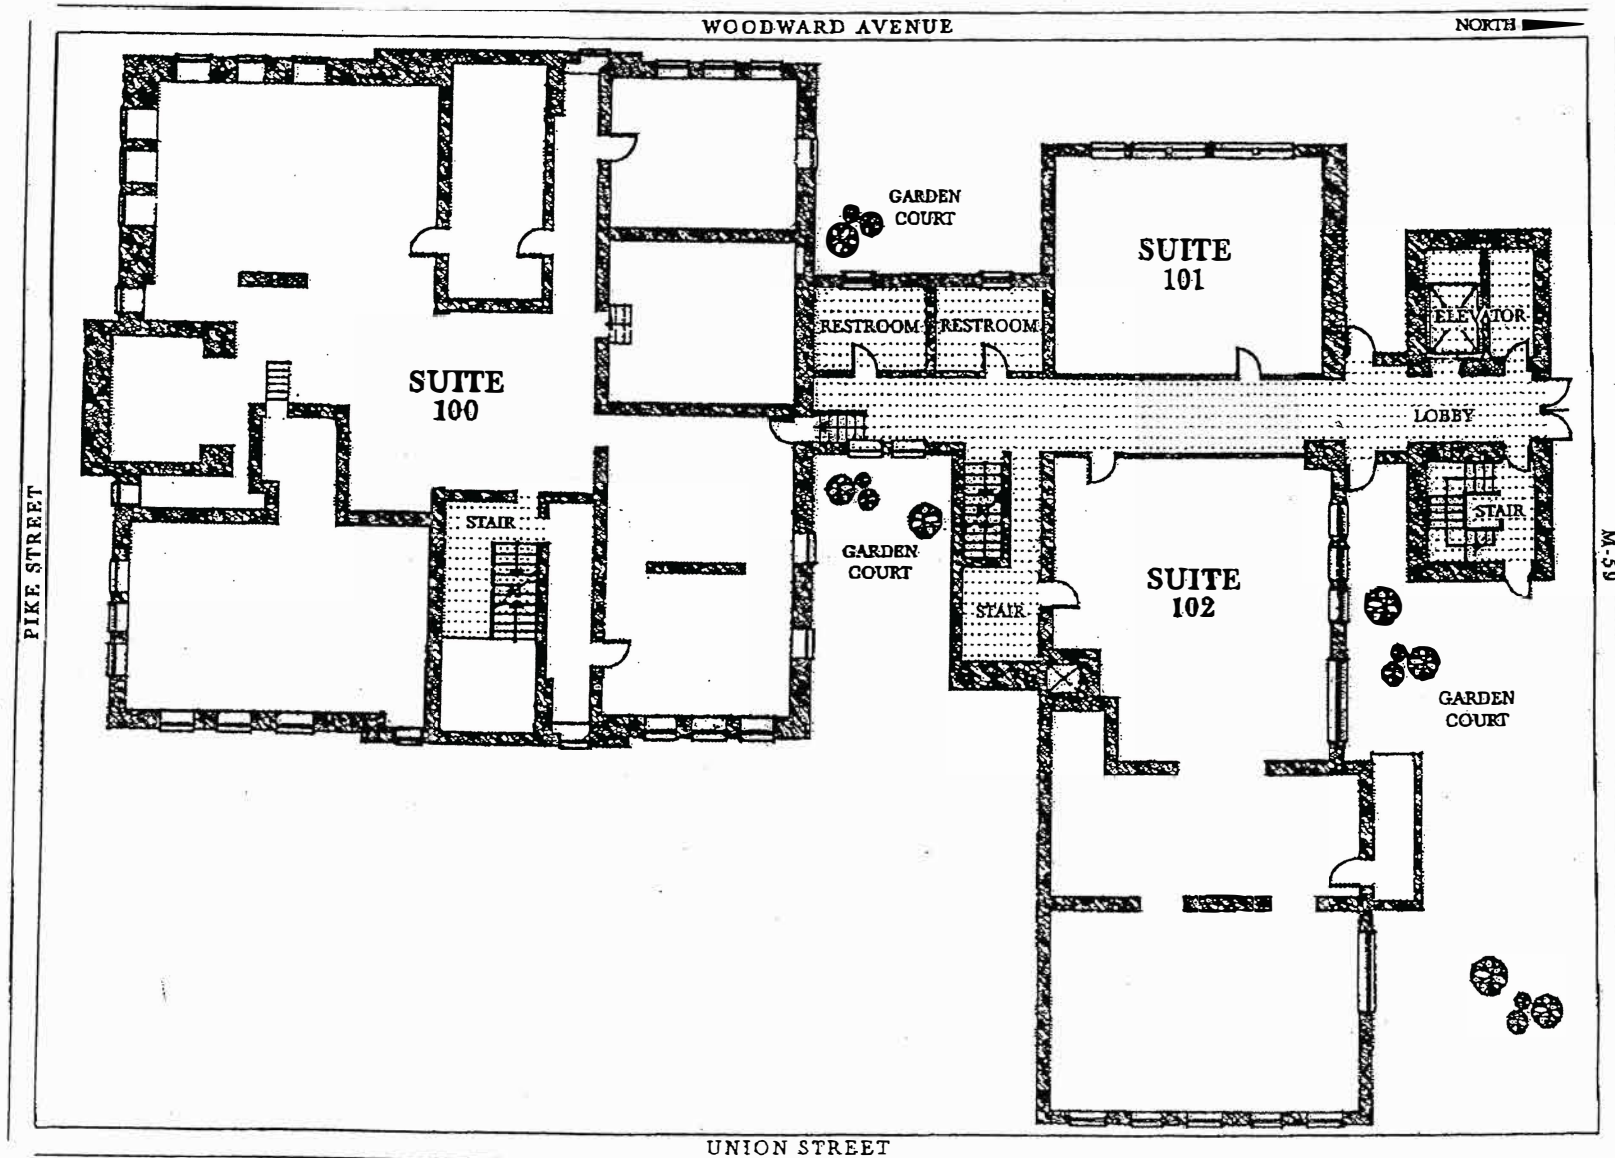 WOODWARD AVENUE
NORTH
GARDEN
COURT
SUITE
101
RESTROOM
RESTROOM
ELEVATOR
SUITE
100
LOBBY
PIKE STREET
STAIR
STAIR
M-59
GARDEN
COURT
SUITE
102
STAIR
GARDEN
COURT
UNION STREET